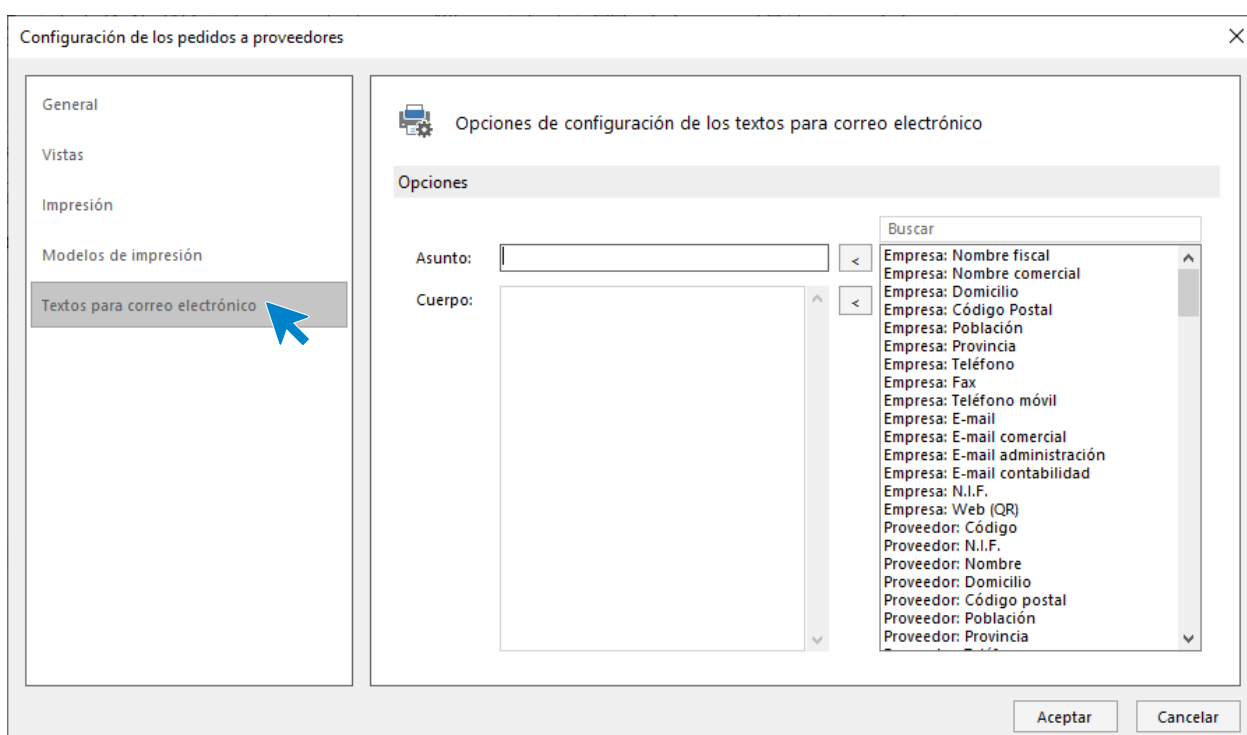 Configuración de los pedidos a proveedores
General
Vistas
Impresión
Modelos de impresión
Textos para correo electrónico
Opciones de configuración de los textos para correo electrónico
Opciones
Buscar
Asunto:
<
Cuerpo:
<
Empresa: Nombre fiscal
Empresa: Nombre comercial
Empresa: Domicilio
Empresa: Código Postal
Empresa: Población
Empresa: Provincia
Empresa: Teléfono
Empresa: Fax
Empresa: Teléfono móvil
Empresa: E-mail
Empresa: E-mail comercial
Empresa: E-mail administración
Empresa: E-mail contabilidad
Empresa: N.I.F.
Empresa: Web (QR)
Proveedor: Código
Proveedor: N.I.F.
Proveedor: Nombre
Proveedor: Domicilio
Proveedor: Código postal
Proveedor: Población
Proveedor: Provincia
Aceptar
Cancelar